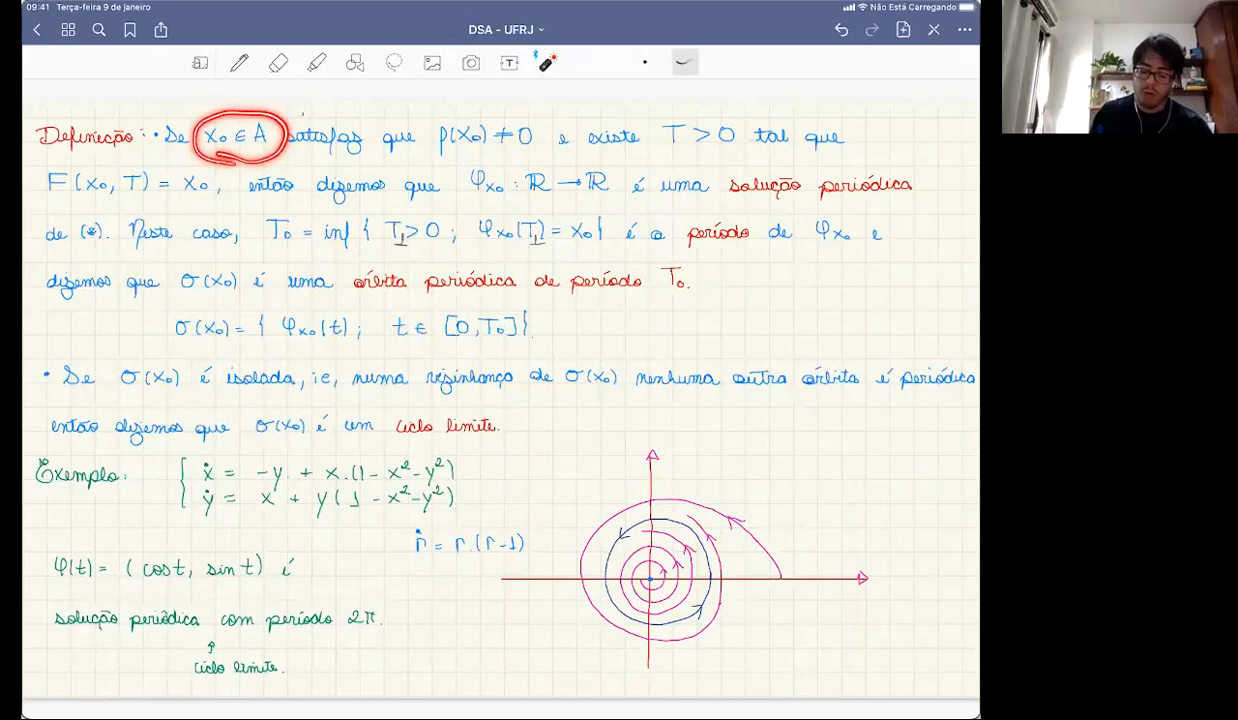 09:41 Terça-feira 9 de janeiro
Não Está Carregando
DSA - UFRJ
Definição: • Se x₀ ∈ A satisfaz que f(x₀) ≠ 0 e existe T > 0 tal que
F(x₀, T) = x₀, então dizemos que φₓ₀ : ℝ → ℝ é uma solução periódica
de (*). Neste caso, T₀ = inf { T₁ > 0 ; φₓ₀(T₁) = x₀} é o período de φₓ₀ e
dizemos que σ(x₀) é uma órbita periódica de período T₀.
σ(x₀) = { φₓ₀(t) ; t ∈ [0, T₀]}.
• Se σ(x₀) é isolada, ie, numa vizinhança de σ(x₀) nenhuma outra órbita é periódica
então dizemos que σ(x₀) é um ciclo limite.
Exemplo: { ẋ = -y + x.(1 - x² - y²)
ẏ = x + y(1 - x² - y²)
ṙ = r.(r-1)
φ(t) = (cos t, sin t) é
solução periódica com período 2π.
↑
ciclo limite.